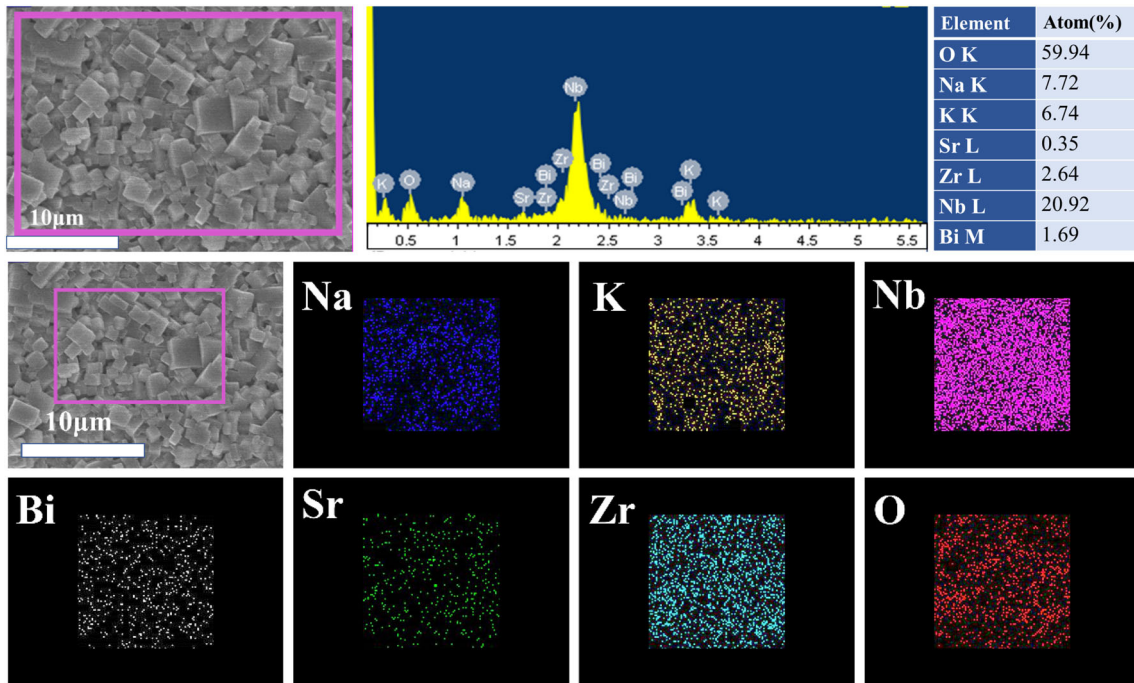 10μm
Nb
Zr
Bi
Bi
Zr
Bi
K
K
O
Na
Sr
Zr
Nb
Bi
K
0.5 1 1.5 2 2.5 3 3.5 4 4.5 5 5.5
Element Atom(%)
O K 59.94
Na K 7.72
K K 6.74
Sr L 0.35
Zr L 2.64
Nb L 20.92
Bi M 1.69
10μm
Na
K
Nb
Bi
Sr
Zr
O